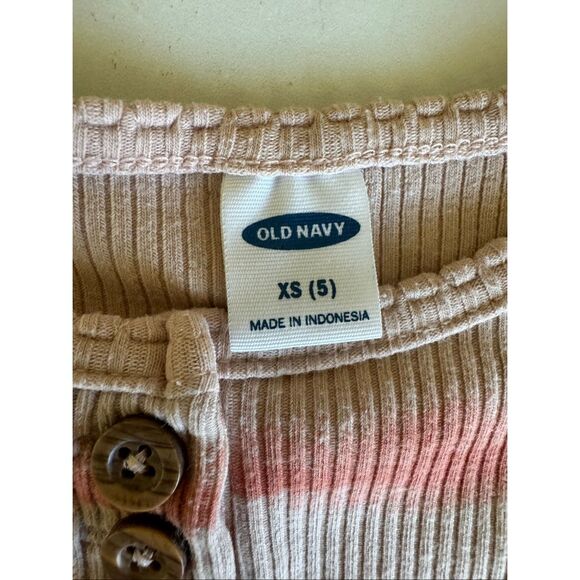 OLD NAVY
XS (5)
MADE IN INDONESIA